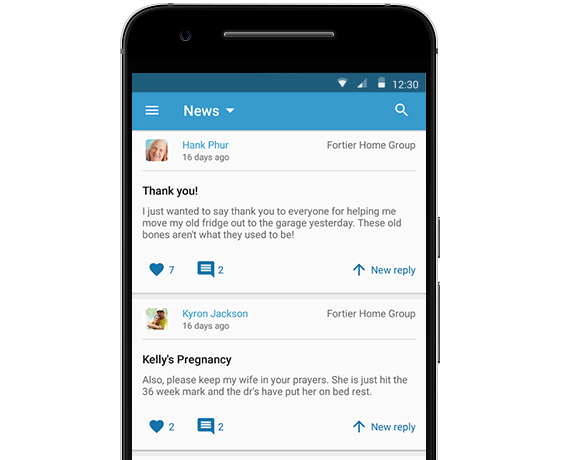 12:30
News
Hank Phur
Fortier Home Group
16 days ago
Thank you!
I just wanted to say thank you to everyone for helping me
move my old fridge out to the garage yesterday. These old
bones aren't what they used to be!
7
2
New reply
Kyron Jackson
Fortier Home Group
16 days ago
Kelly's Pregnancy
Also, please keep my wife in your prayers. She is just hit the
36 week mark and the dr's have put her on bed rest.
2
2
New reply